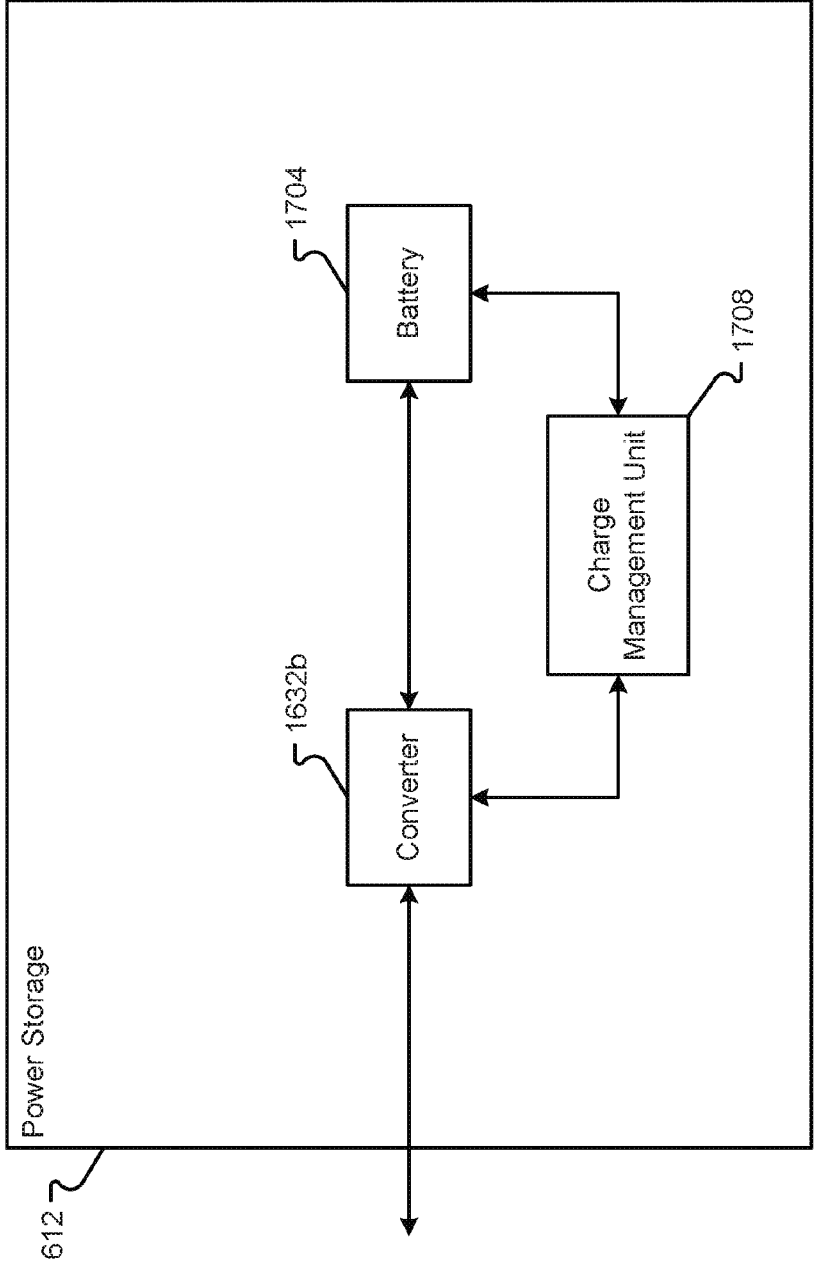 612
Power Storage
1632b
1704
Converter
Battery
Charge
Management Unit
1708